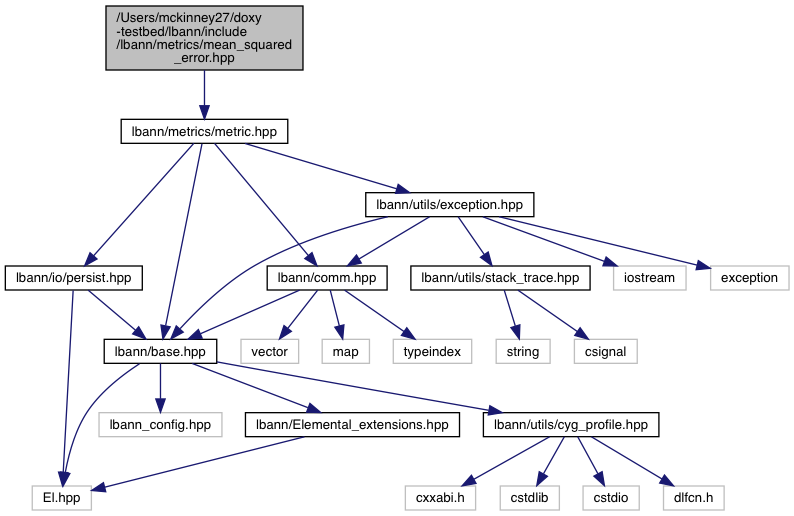 /Users/mckinney27/doxy
-testbed/lbann/include
/lbann/metrics/mean_squared
_error.hpp
lbann/metrics/metric.hpp
lbann/utils/exception.hpp
lbann/io/persist.hpp
lbann/comm.hpp
lbann/utils/stack_trace.hpp
iostream
exception
lbann/base.hpp
vector
map
typeindex
string
csignal
lbann_config.hpp
lbann/Elemental_extensions.hpp
lbann/utils/cyg_profile.hpp
El.hpp
cxxabi.h
cstdlib
cstdio
dlfcn.h